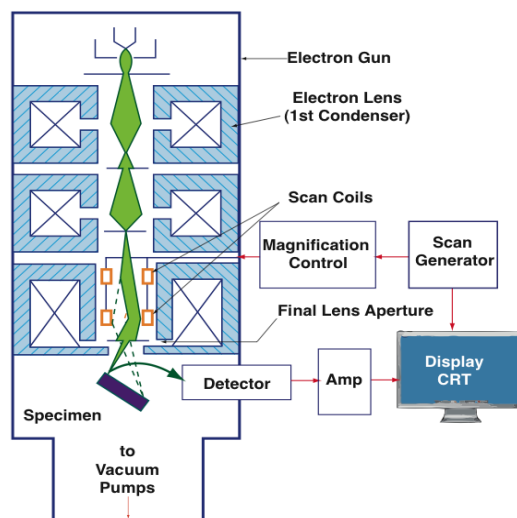 Electron Gun
Electron Lens
(1st Condenser)
Scan Coils
Magnification
Control
Scan
Generator
Final Lens Aperture
Display
CRT
Detector
Amp
Specimen
to
Vacuum
Pumps